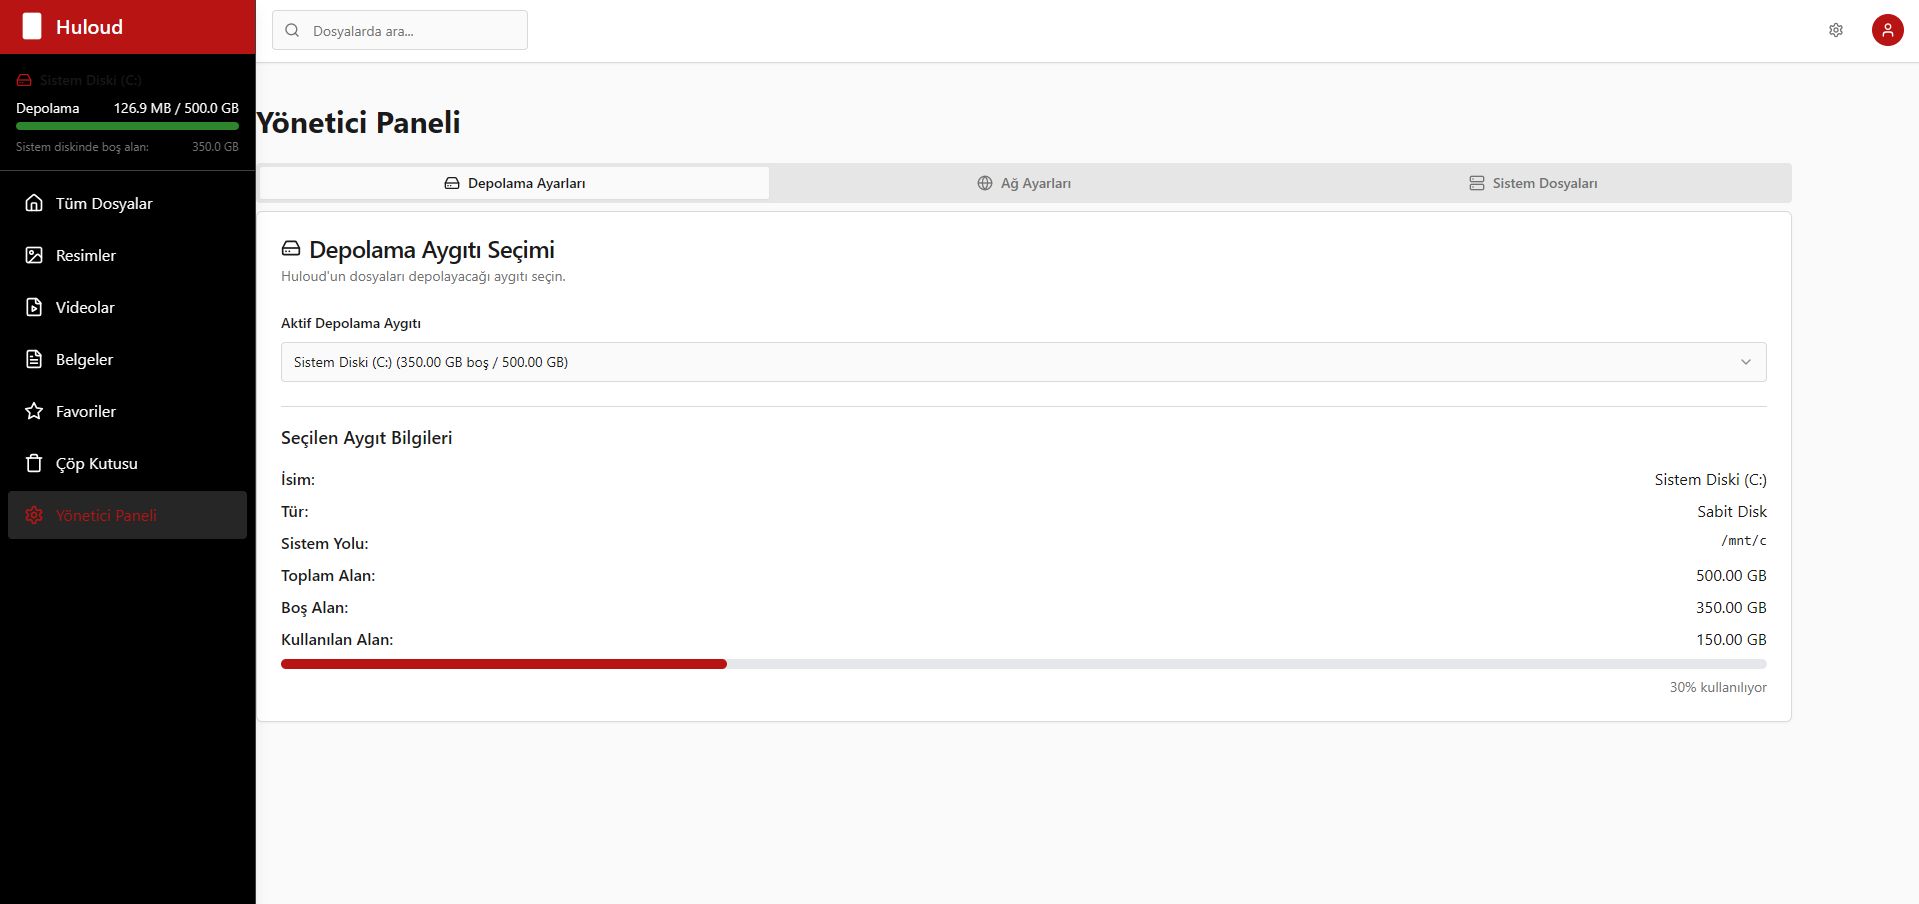 Huloud
Dosyalarda ara...
Sistem Diski (C:)
Depolama 126.9 MB / 500.0 GB
Sistem diskinde boş alan: 350.0 GB
Tüm Dosyalar
Resimler
Videolar
Belgeler
Favoriler
Çöp Kutusu
Yönetici Paneli
Yönetici Paneli
Depolama Ayarları
Ağ Ayarları
Sistem Dosyaları
Depolama Aygıtı Seçimi
Huloud'un dosyaları depolayacağı aygıtı seçin.
Aktif Depolama Aygıtı
Sistem Diski (C:) (350.00 GB boş / 500.00 GB)
Seçilen Aygıt Bilgileri
İsim: Sistem Diski (C:)
Tür: Sabit Disk
Sistem Yolu: /mnt/c
Toplam Alan: 500.00 GB
Boş Alan: 350.00 GB
Kullanılan Alan: 150.00 GB
30% kullanılıyor